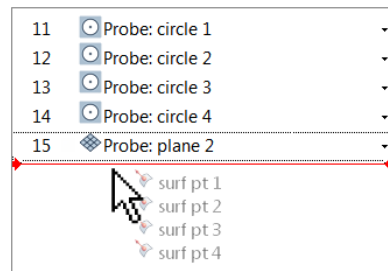 11 Probe: circle 1
12 Probe: circle 2
13 Probe: circle 3
14 Probe: circle 4
15 Probe: plane 2
surf pt 1
surf pt 2
surf pt 3
surf pt 4